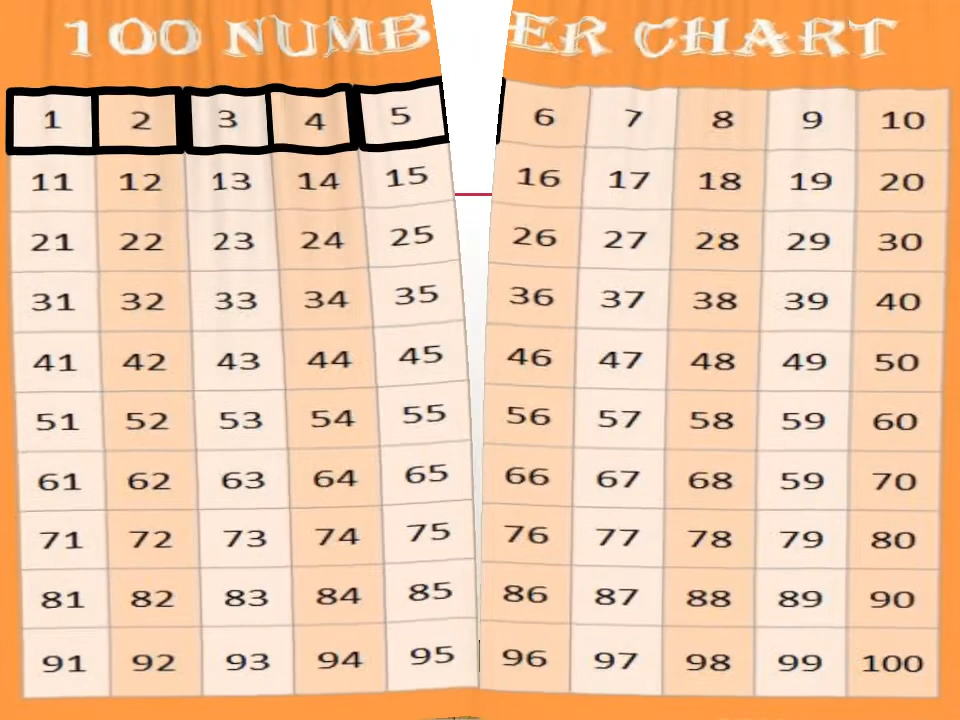 100 NUMBER CHART
1 2 3 4 5 6 7 8 9 10
11 12 13 14 15 16 17 18 19 20
21 22 23 24 25 26 27 28 29 30
31 32 33 34 35 36 37 38 39 40
41 42 43 44 45 46 47 48 49 50
51 52 53 54 55 56 57 58 59 60
61 62 63 64 65 66 67 68 59 70
71 72 73 74 75 76 77 78 79 80
81 82 83 84 85 86 87 88 89 90
91 92 93 94 95 96 97 98 99 100